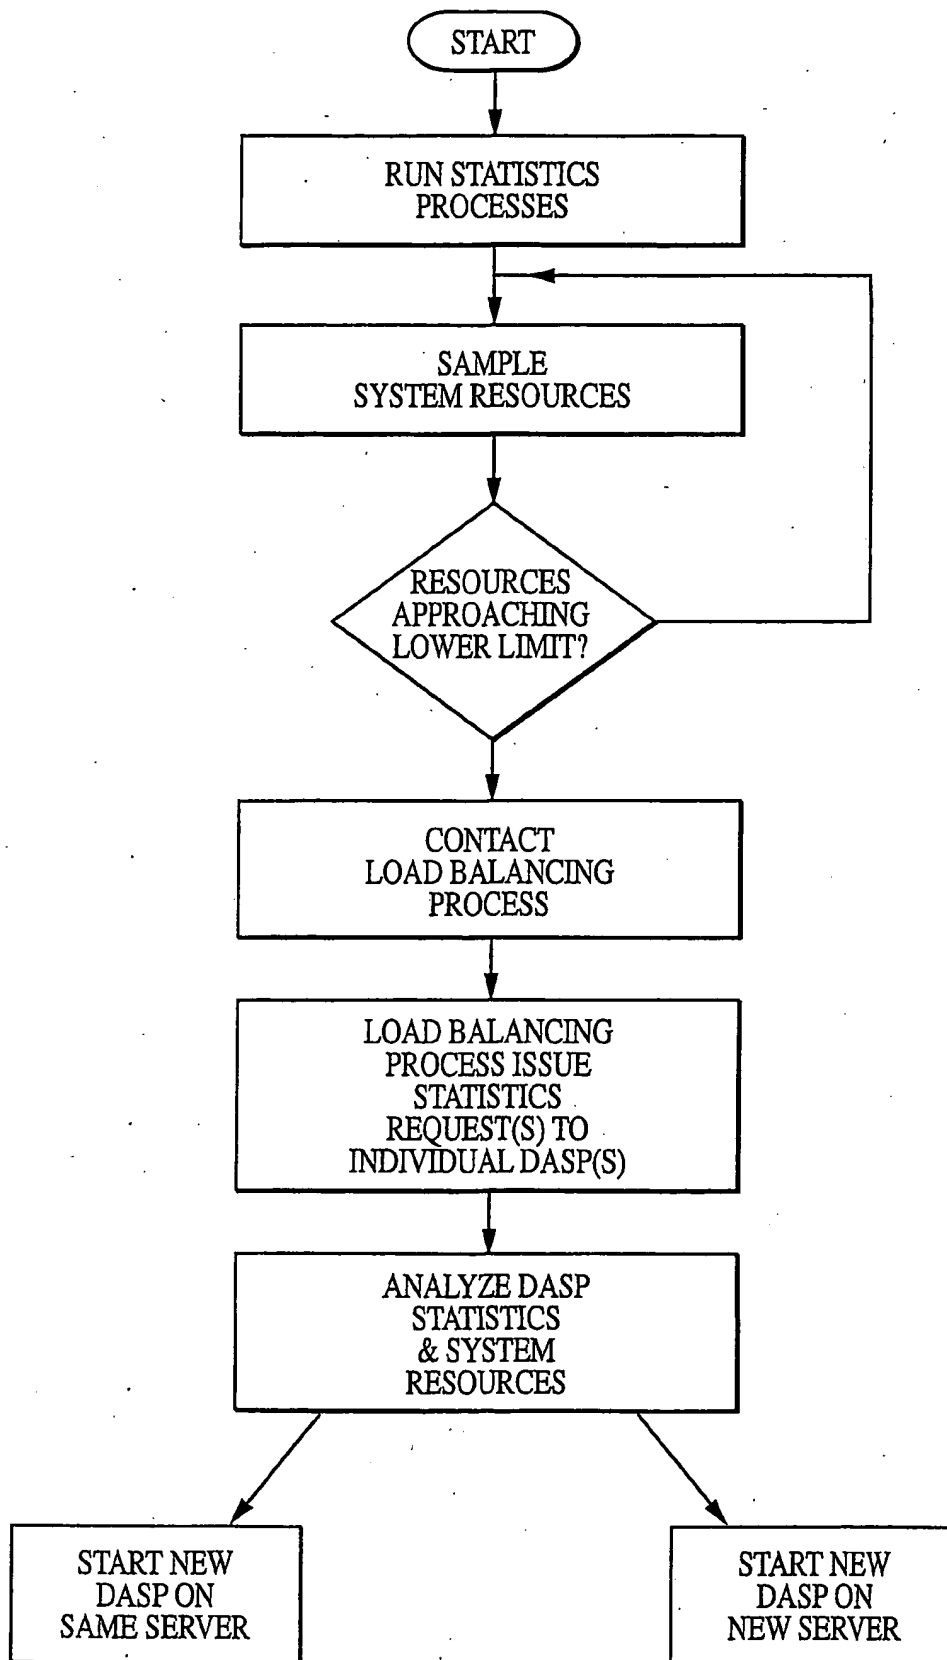 START
RUN STATISTICS
PROCESSES
SAMPLE
SYSTEM RESOURCES
RESOURCES
APPROACHING
LOWER LIMIT?
CONTACT
LOAD BALANCING
PROCESS
LOAD BALANCING
PROCESS ISSUE
STATISTICS
REQUEST(S) TO
INDIVIDUAL DASP(S)
ANALYZE DASP
STATISTICS
& SYSTEM
RESOURCES
START NEW
DASP ON
SAME SERVER
START NEW
DASP ON
NEW SERVER